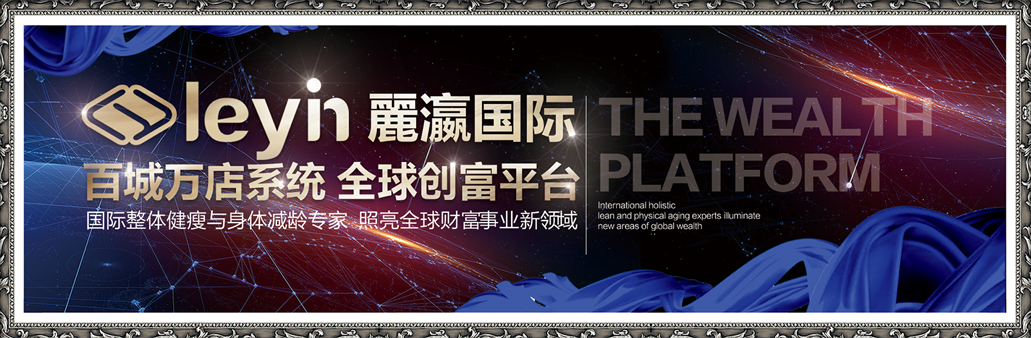 leyin 麗瀛国际
百城万店系统 全球创富平台
国际整体健瘦与身体减龄专家 照亮全球财富事业新领域
THE WEALTH
PLATFORM
International holistic
lean and physical aging experts illuminate
new areas of global wealth